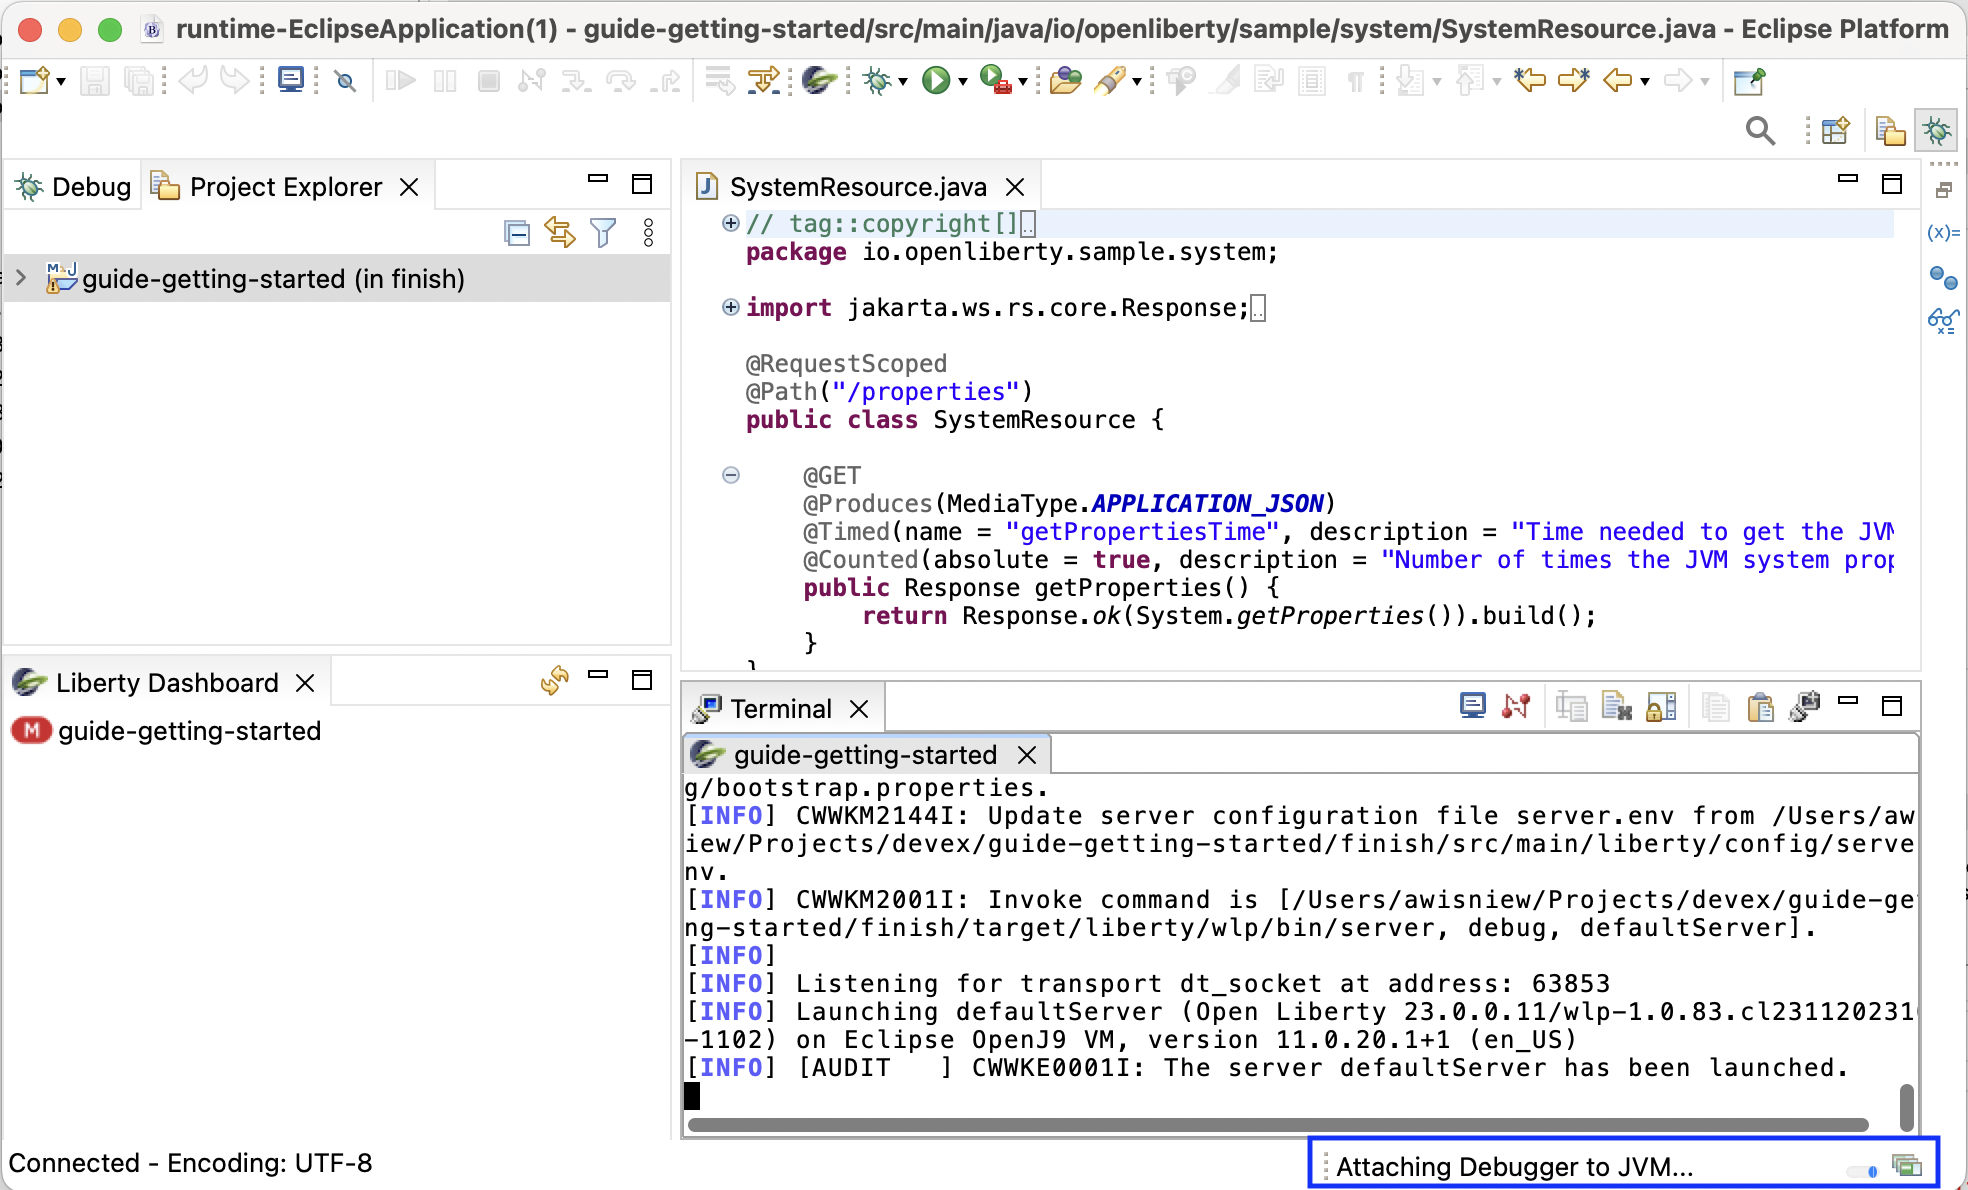 runtime-EclipseApplication(1) - guide-getting-started/src/main/java/io/openliberty/sample/system/SystemResource.java - Eclipse Platform
Debug
Project Explorer
guide-getting-started (in finish)
SystemResource.java
// tag::copyright[]
package io.openliberty.sample.system;
import jakarta.ws.rs.core.Response;
@RequestScoped
@Path("/properties")
public class SystemResource {
@GET
@Produces(MediaType.APPLICATION_JSON)
@Timed(name = "getPropertiesTime", description = "Time needed to get the JVM
@Counted(absolute = true, description = "Number of times the JVM system prop
public Response getProperties() {
return Response.ok(System.getProperties()).build();
}
}
(x)=
Liberty Dashboard
M guide-getting-started
Terminal
guide-getting-started
g/bootstrap.properties.
[INFO] CWWKM2144I: Update server configuration file server.env from /Users/aw
iew/Projects/devex/guide-getting-started/finish/src/main/liberty/config/serve
nv.
[INFO] CWWKM2001I: Invoke command is [/Users/awisniew/Projects/devex/guide-ge
ng-started/finish/target/liberty/wlp/bin/server, debug, defaultServer].
[INFO]
[INFO] Listening for transport dt_socket at address: 63853
[INFO] Launching defaultServer (Open Liberty 23.0.0.11/wlp-1.0.83.cl231120231
-1102) on Eclipse OpenJ9 VM, version 11.0.20.1+1 (en_US)
[INFO] [AUDIT   ] CWWKE0001I: The server defaultServer has been launched.
Connected - Encoding: UTF-8
Attaching Debugger to JVM...